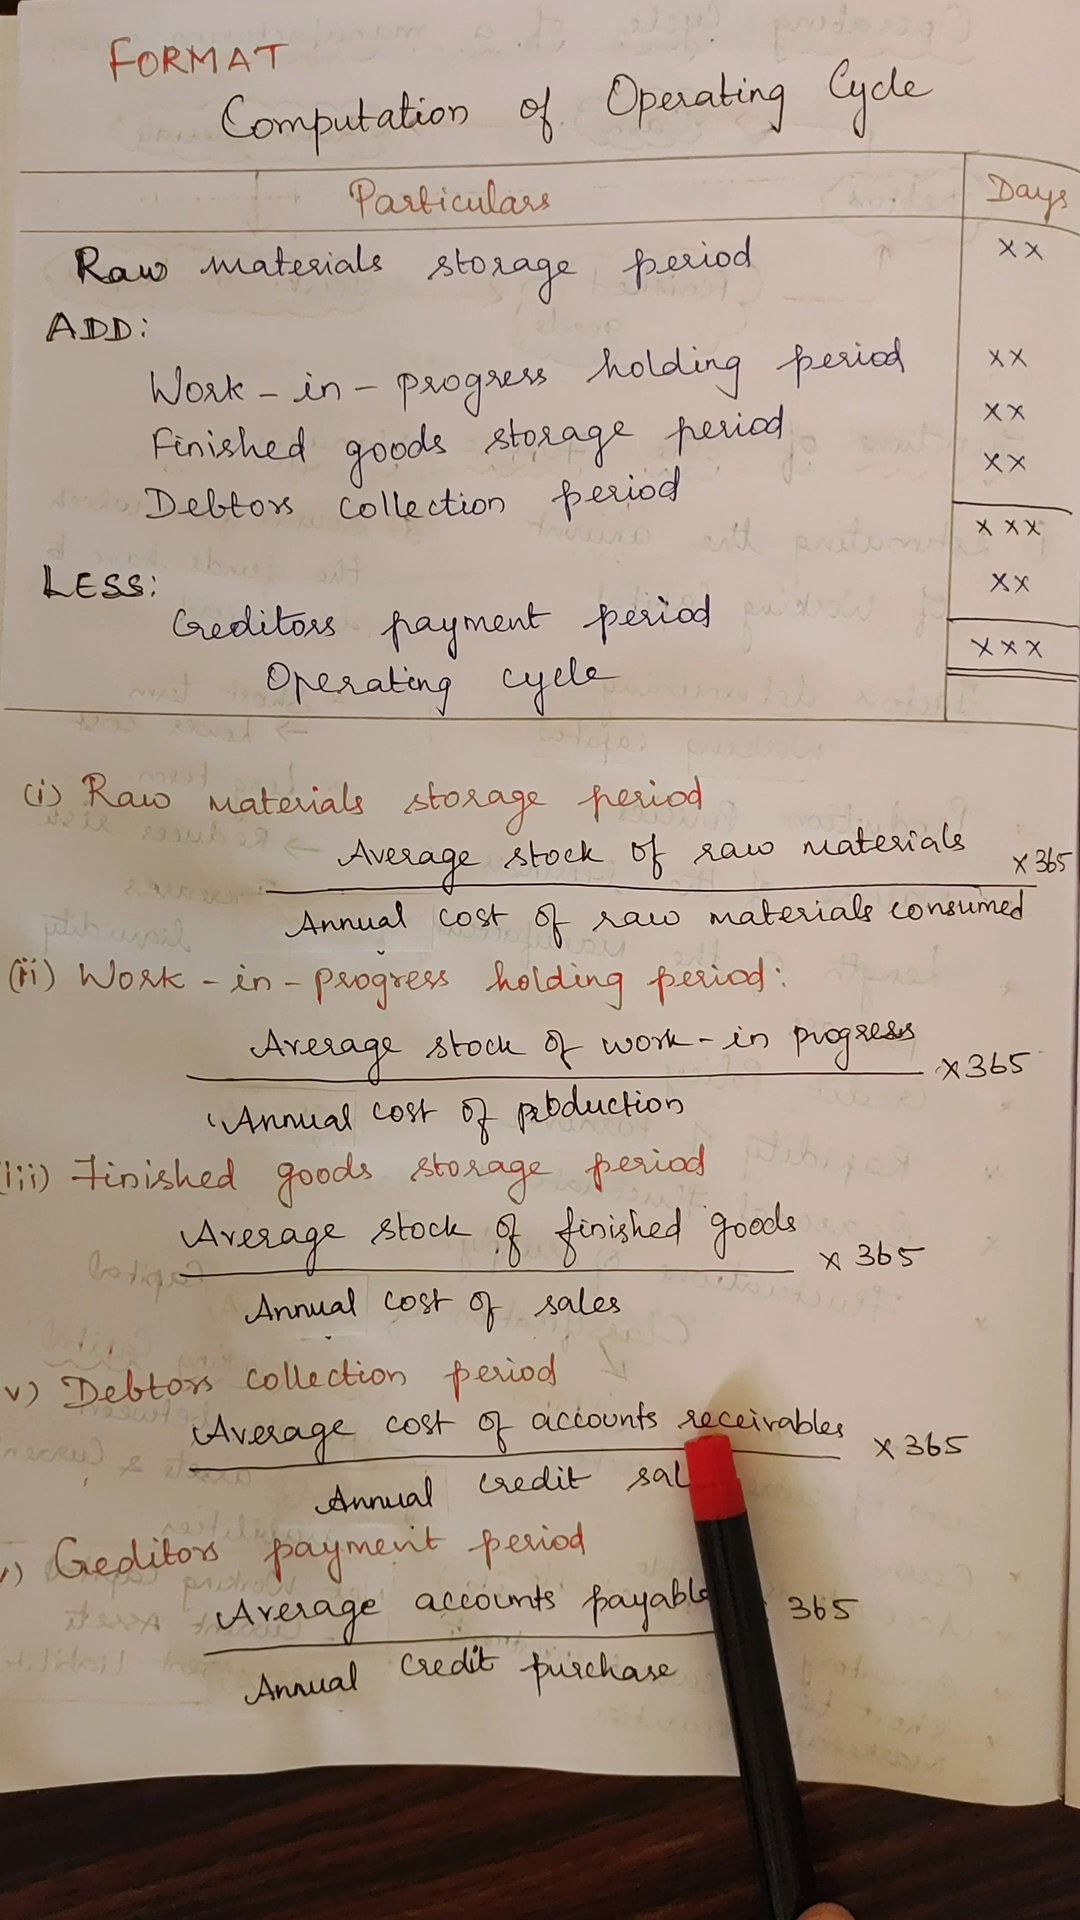 FORMAT
Computation of Operating Cycle
Particulars Days
Raw materials storage period xx
ADD:
Work-in-progress holding period xx
Finished goods storage period xx
Debtors collection period xx
xxx
LESS:
Creditors payment period xx
Operating cycle xxx
(i) Raw materials storage period
Average stock of raw materials x 365
Annual cost of raw materials consumed
(ii) Work-in-progress holding period:
Average stock of work-in progress x 365
Annual cost of production
(iii) Finished goods storage period
Average stock of finished goods x 365
Annual cost of sales
v) Debtors collection period
Average cost of accounts receivables x 365
Annual credit sal
) Creditors payment period
Average accounts payabl 365
Annual credit purchase